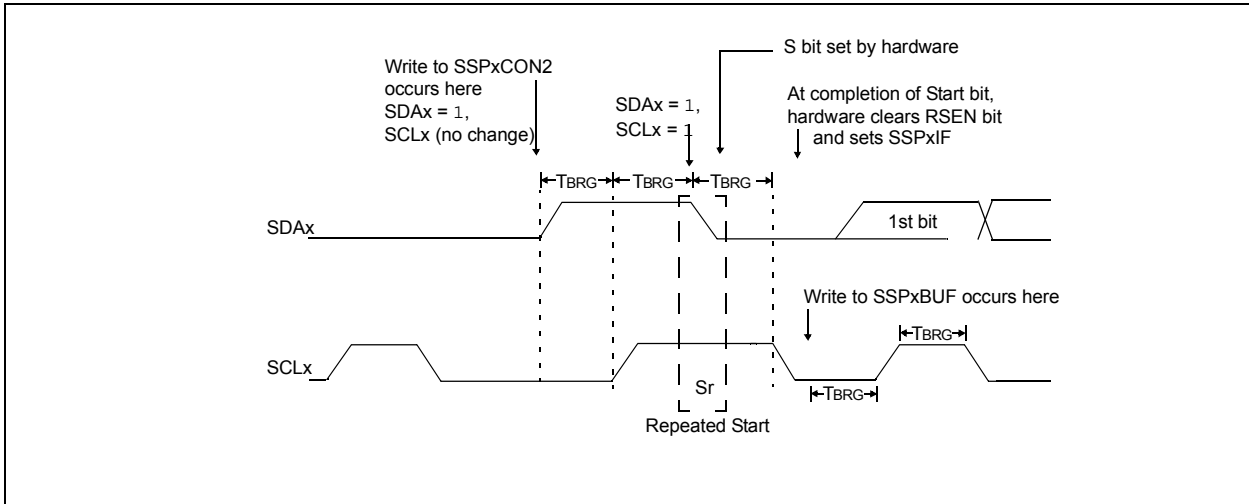 S bit set by hardware
Write to SSPxCON2
occurs here
SDAx = 1,
SCLx (no change)
SDAx = 1,
SCLx = 1
At completion of Start bit,
hardware clears RSEN bit
and sets SSPxIF
TBRG TBRG TBRG
SDAx
1st bit
Write to SSPxBUF occurs here
TBRG
SCLx
Sr
TBRG
Repeated Start